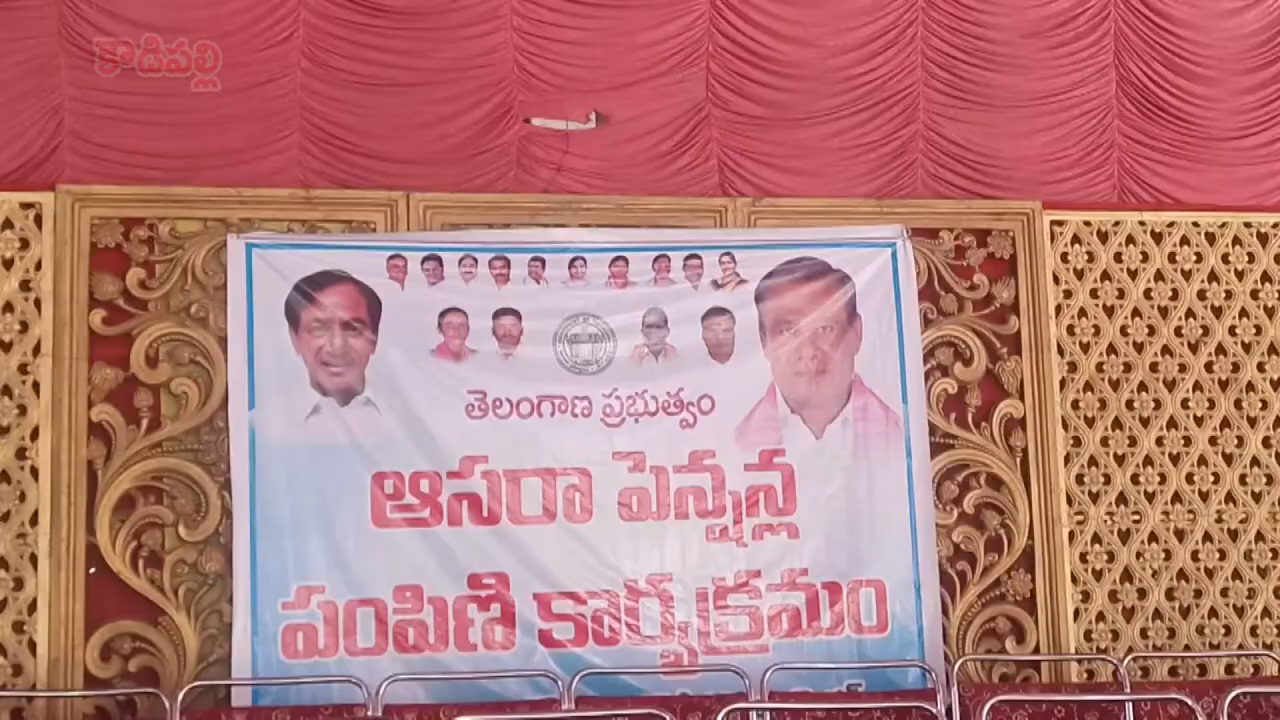 కాడిపల్లి
తెలంగాణ ప్రభుత్వం
ఆసరా పెన్షన్ల
పంపిణి కార్యక్రమం